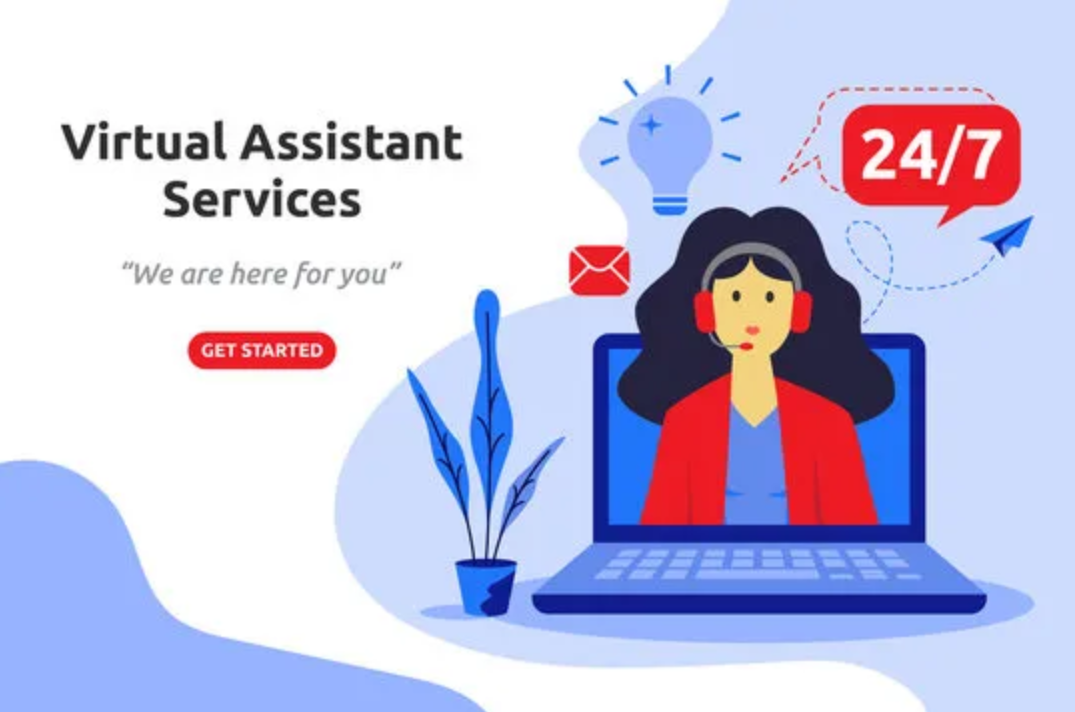 Virtual Assistant
Services
“We are here for you”
GET STARTED
24/7